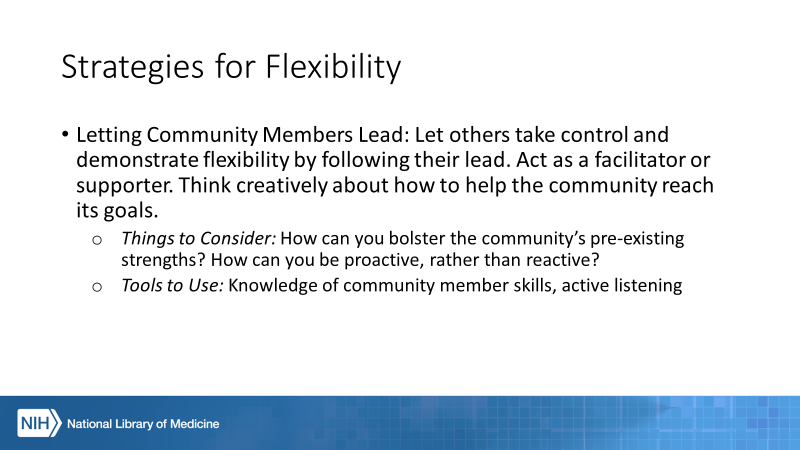 Strategies for Flexibility
• Letting Community Members Lead: Let others take control and
demonstrate flexibility by following their lead. Act as a facilitator or
supporter. Think creatively about how to help the community reach
its goals.
o Things to Consider: How can you bolster the community’s pre-existing
strengths? How can you be proactive, rather than reactive?
o Tools to Use: Knowledge of community member skills, active listening
NIH National Library of Medicine